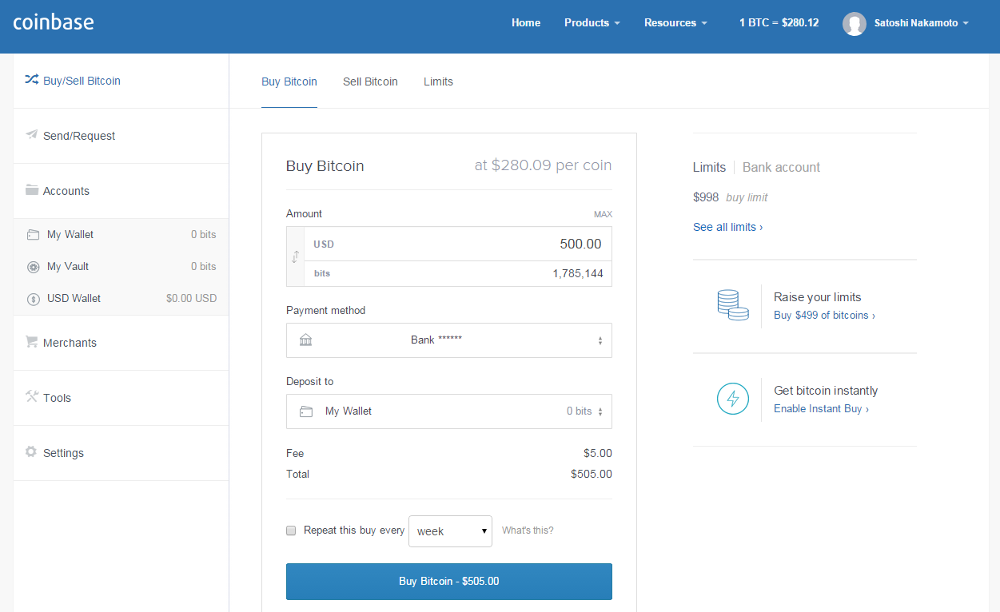 coinbase
Home Products Resources 1 BTC = $280.12 Satoshi Nakamoto
Buy/Sell Bitcoin
Send/Request
Accounts
My Wallet 0 bits
My Vault 0 bits
USD Wallet $0.00 USD
Merchants
Tools
Settings
Buy Bitcoin Sell Bitcoin Limits
Buy Bitcoin at $280.09 per coin
Amount MAX
USD 500.00
bits 1,785,144
Payment method
Bank ******
Deposit to
My Wallet 0 bits
Fee $5.00
Total $505.00
Repeat this buy every week What's this?
Buy Bitcoin - $505.00
Limits Bank account
$998 buy limit
See all limits ›
Raise your limits
Buy $499 of bitcoins ›
Get bitcoin instantly
Enable Instant Buy ›